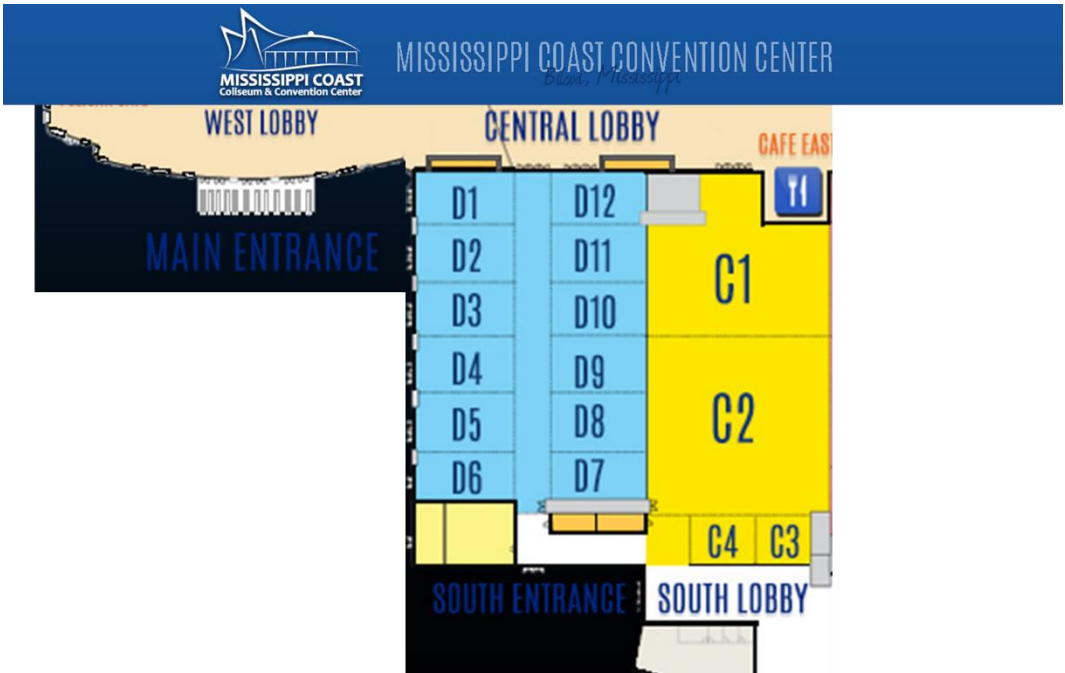 MISSISSIPPI COAST
Coliseum & Convention Center
MISSISSIPPI COAST CONVENTION CENTER
Biloxi, Mississippi
WEST LOBBY
CENTRAL LOBBY
CAFE EAS
MAIN ENTRANCE
D1
D12
D2
D11
C1
D3
D10
D4
D9
C2
D5
D8
D6
D7
C4
C3
SOUTH ENTRANCE
SOUTH LOBBY